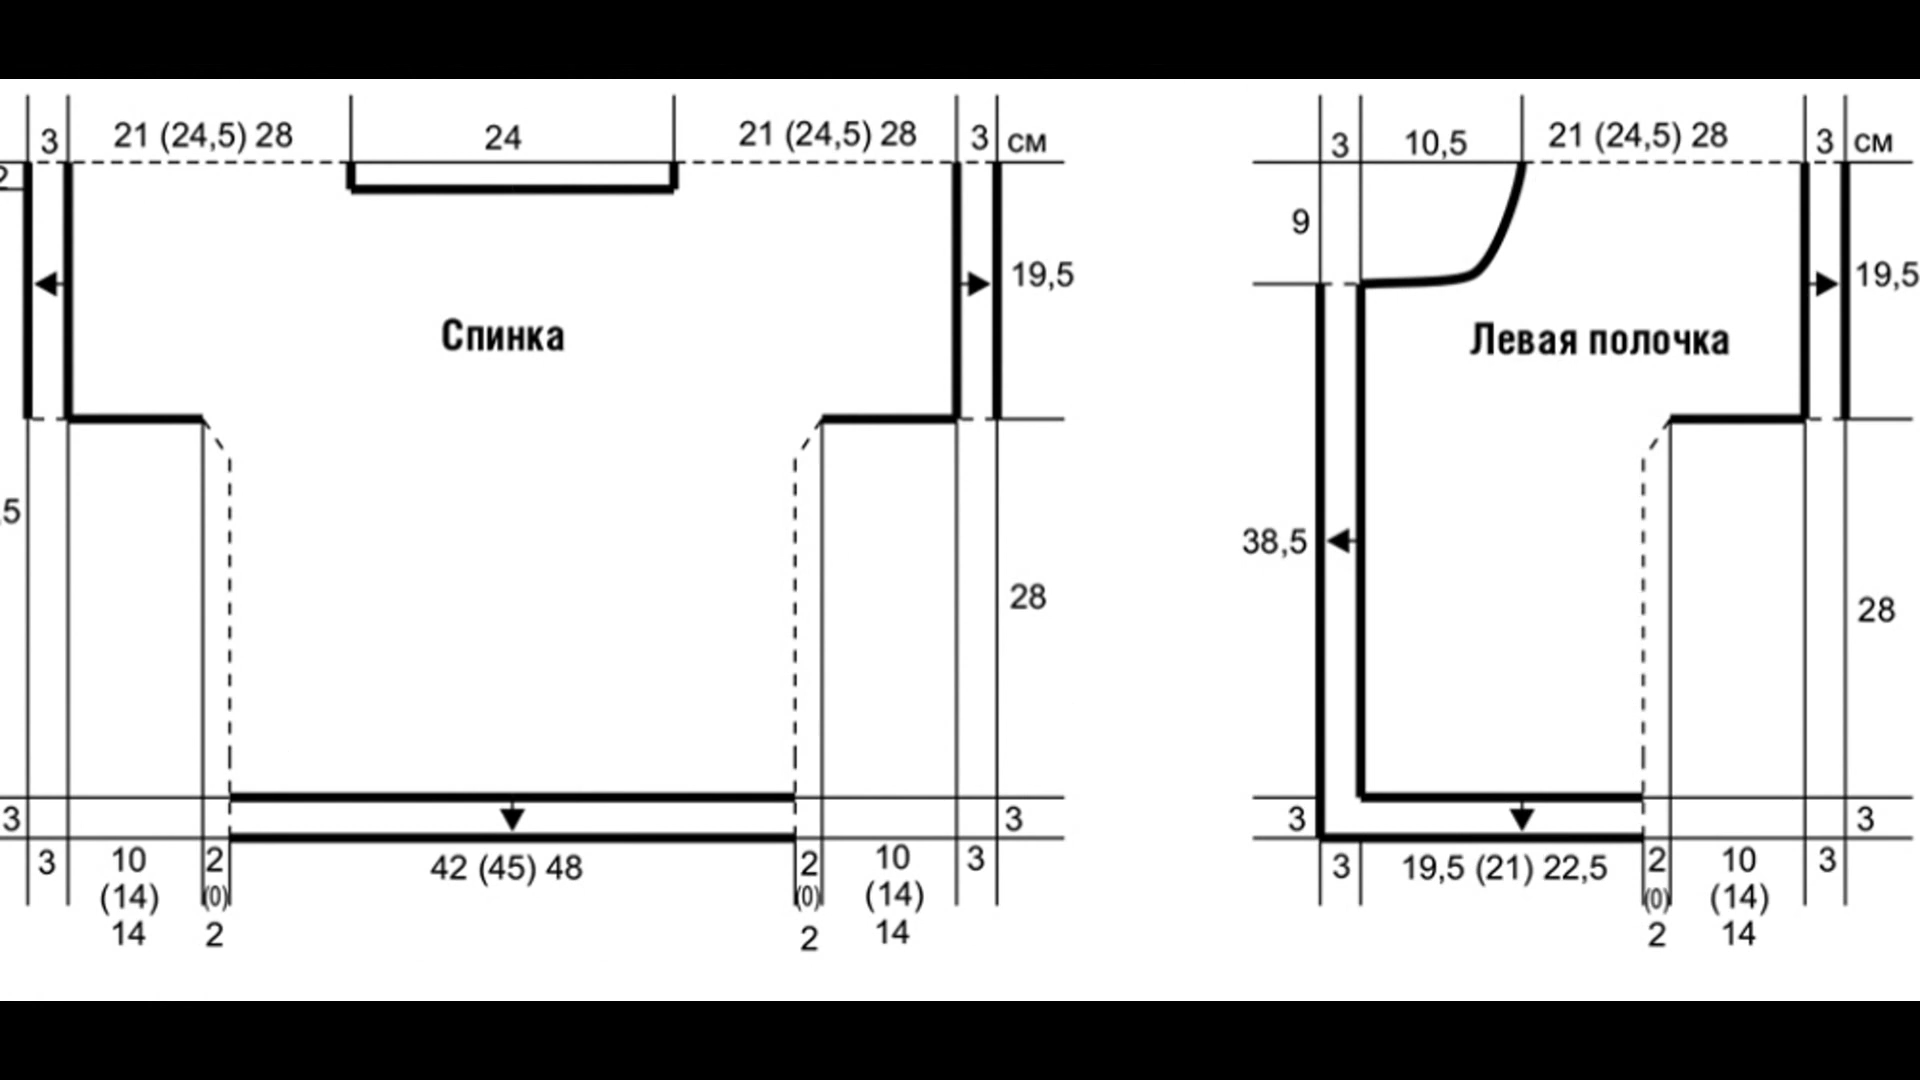 3 21 (24,5) 28 24 21 (24,5) 28 3 см
2
19,5
Спинка
,5
28
3 3
3 10 2 42 (45) 48 2 10 3
(14) (0) (0) (14)
14 2 2 14
3 10,5 21 (24,5) 28 3 см
9
19,5
Левая полочка
38,5
28
3 3
3 19,5 (21) 22,5 2 10 3
(0) (14)
2 14